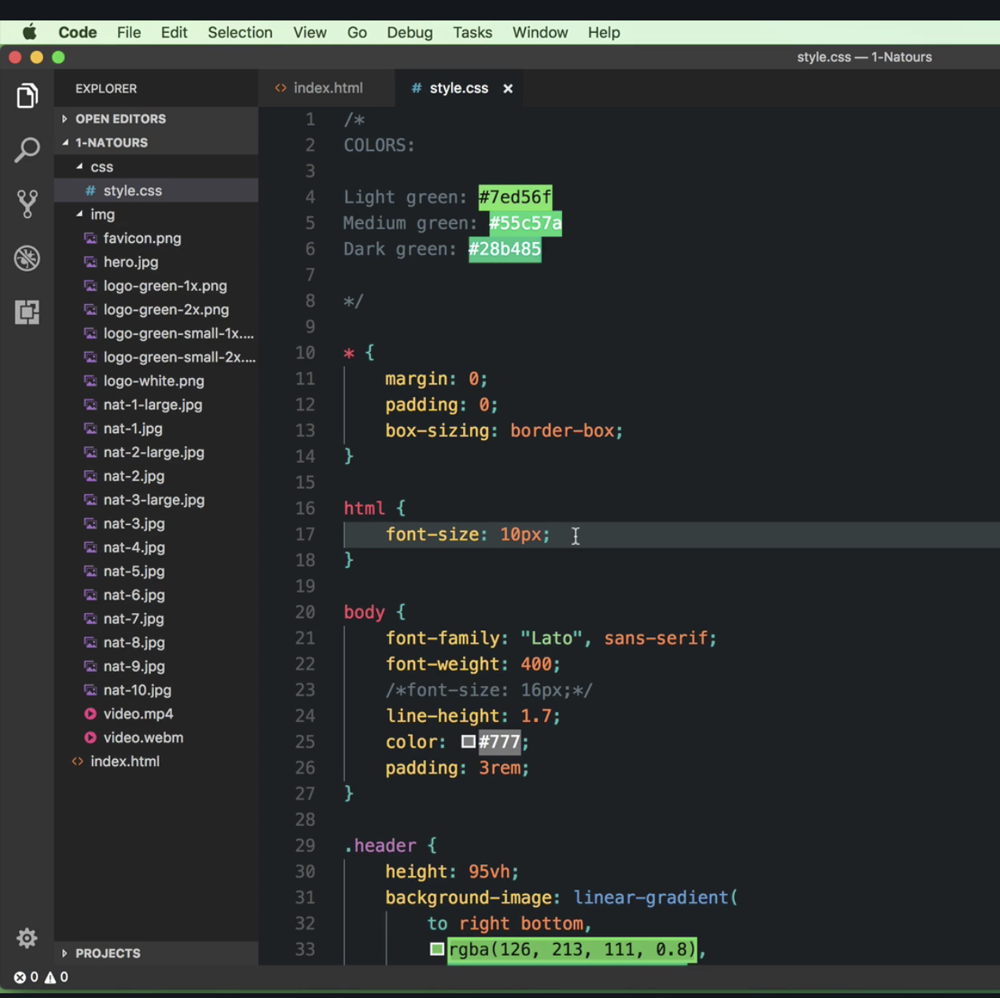 Code File Edit Selection View Go Debug Tasks Window Help
style.css — 1-Natours
EXPLORER
OPEN EDITORS
1-NATOURS
css
# style.css
img
favicon.png
hero.jpg
logo-green-1x.png
logo-green-2x.png
logo-green-small-1x....
logo-green-small-2x....
logo-white.png
nat-1-large.jpg
nat-1.jpg
nat-2-large.jpg
nat-2.jpg
nat-3-large.jpg
nat-3.jpg
nat-4.jpg
nat-5.jpg
nat-6.jpg
nat-7.jpg
nat-8.jpg
nat-9.jpg
nat-10.jpg
video.mp4
video.webm
<> index.html
PROJECTS
<> index.html # style.css ×
1 /*
2 COLORS:
3
4 Light green: #7ed56f
5 Medium green: #55c57a
6 Dark green: #28b485
7
8 */
9
10 * {
11 margin: 0;
12 padding: 0;
13 box-sizing: border-box;
14 }
15
16 html {
17 font-size: 10px;
18 }
19
20 body {
21 font-family: "Lato", sans-serif;
22 font-weight: 400;
23 /*font-size: 16px;*/
24 line-height: 1.7;
25 color: #777;
26 padding: 3rem;
27 }
28
29 .header {
30 height: 95vh;
31 background-image: linear-gradient(
32 to right bottom,
33 rgba(126, 213, 111, 0.8),
0 0